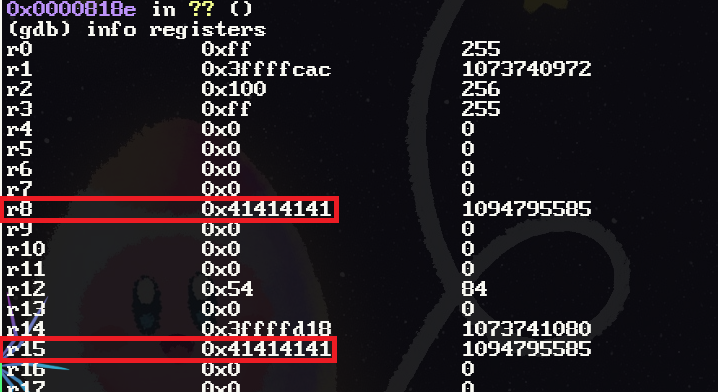 0x0000818e in ?? ()
(gdb) info registers
r0 0xff 255
r1 0x3ffffcac 1073740972
r2 0x100 256
r3 0xff 255
r4 0x0 0
r5 0x0 0
r6 0x0 0
r7 0x0 0
r8 0x41414141 1094795585
r9 0x0 0
r10 0x0 0
r11 0x0 0
r12 0x54 84
r13 0x0 0
r14 0x3ffffd18 1073741080
r15 0x41414141 1094795585
r16 0x0 0
r17 0x0 0